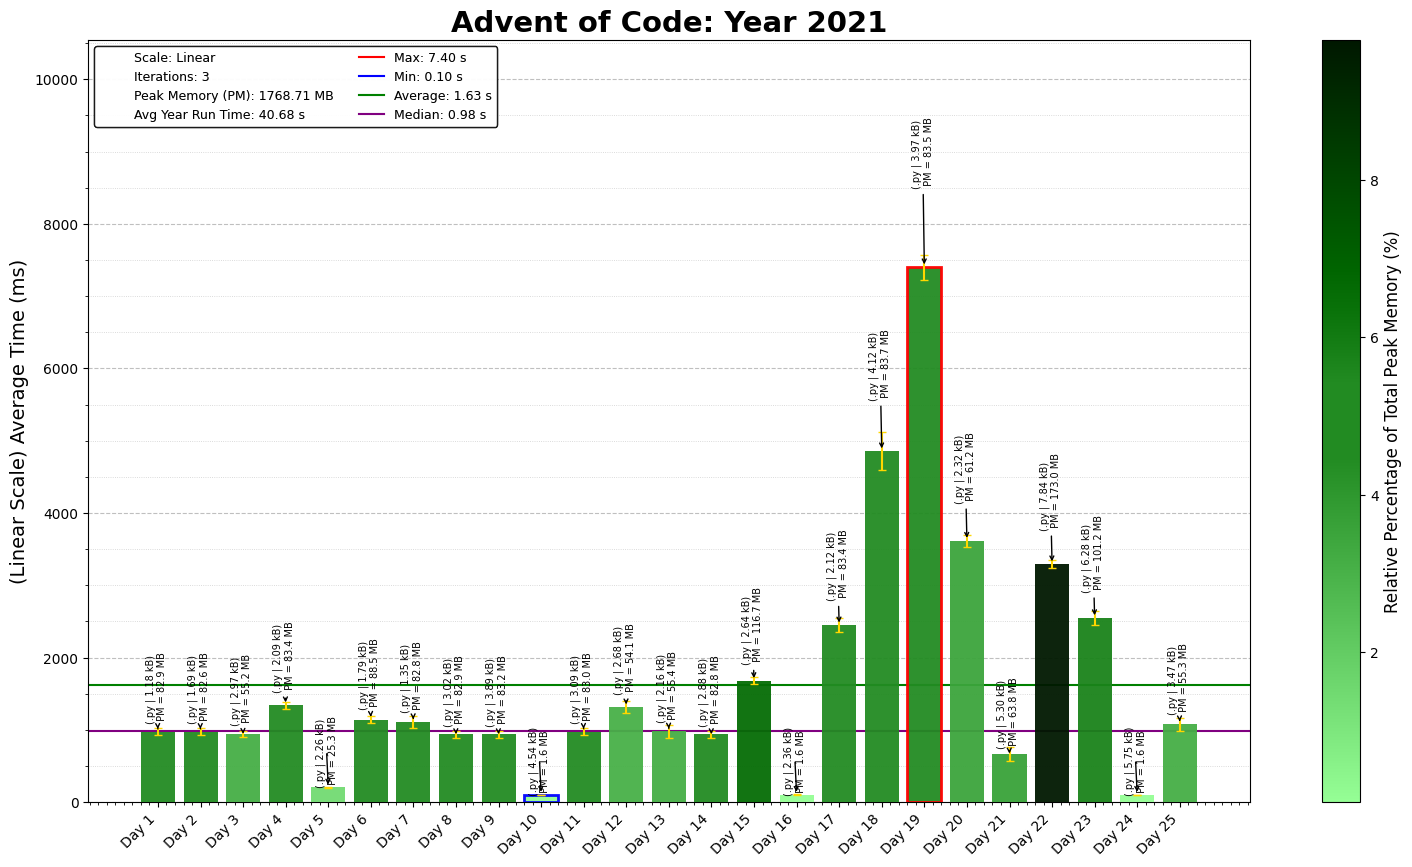 Advent of Code: Year 2021
Scale: Linear
Iterations: 3
Peak Memory (PM): 1768.71 MB
Avg Year Run Time: 40.68 s
Max: 7.40 s
Min: 0.10 s
Average: 1.63 s
Median: 0.98 s
(Linear Scale) Average Time (ms)
10000
8000
6000
4000
2000
0
(.py | 1.18 kB)
PM = 82.9 MB
(.py | 1.69 kB)
PM = 82.6 MB
(.py | 2.97 kB)
PM = 55.2 MB
(.py | 2.09 kB)
PM = 83.4 MB
(.py | 2.26 kB)
PM = 25.3 MB
(.py | 1.79 kB)
PM = 88.5 MB
(.py | 1.35 kB)
PM = 82.8 MB
(.py | 3.02 kB)
PM = 82.9 MB
(.py | 3.89 kB)
PM = 83.2 MB
(.py | 4.54 kB)
PM = 1.6 MB
(.py | 3.09 kB)
PM = 83.0 MB
(.py | 2.68 kB)
PM = 54.1 MB
(.py | 2.16 kB)
PM = 55.4 MB
(.py | 2.88 kB)
PM = 82.8 MB
(.py | 2.64 kB)
PM = 116.7 MB
(.py | 2.36 kB)
PM = 1.6 MB
(.py | 2.12 kB)
PM = 83.4 MB
(.py | 4.12 kB)
PM = 83.7 MB
(.py | 3.97 kB)
PM = 83.5 MB
(.py | 2.32 kB)
PM = 61.2 MB
(.py | 5.30 kB)
PM = 63.8 MB
(.py | 7.84 kB)
PM = 173.0 MB
(.py | 6.28 kB)
PM = 101.2 MB
(.py | 5.75 kB)
PM = 1.6 MB
(.py | 3.47 kB)
PM = 55.3 MB
Day 1
Day 2
Day 3
Day 4
Day 5
Day 6
Day 7
Day 8
Day 9
Day 10
Day 11
Day 12
Day 13
Day 14
Day 15
Day 16
Day 17
Day 18
Day 19
Day 20
Day 21
Day 22
Day 23
Day 24
Day 25
8
6
4
2
Relative Percentage of Total Peak Memory (%)